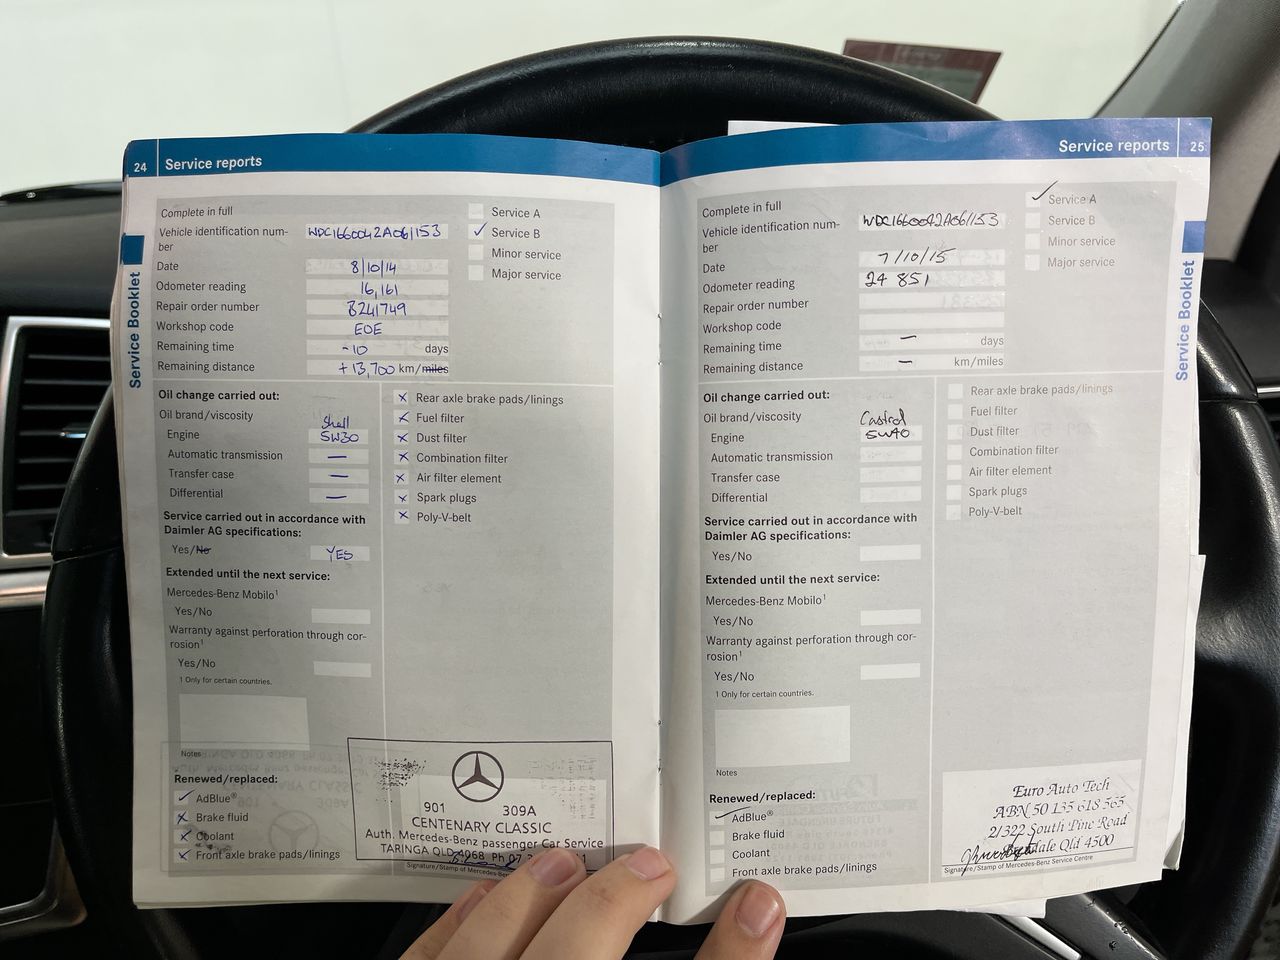 24 Service reports
Complete in full
Service A
Vehicle identification num-
ber
WDC1660042A061153
✓ Service B
Minor service
Date 8/10/14
Major service
Odometer reading 16,161
Repair order number 8241749
Workshop code EOE
Remaining time -10 days
Remaining distance +13,700 km/miles
Oil change carried out:
Oil brand/viscosity Shell
Engine 5W30
Automatic transmission —
Transfer case —
Differential —
× Rear axle brake pads/linings
× Fuel filter
× Dust filter
× Combination filter
× Air filter element
× Spark plugs
× Poly-V-belt
Service carried out in accordance with
Daimler AG specifications:
Yes/No YES
Extended until the next service:
Mercedes-Benz Mobilo¹
Yes/No
Warranty against perforation through cor-
rosion¹
Yes/No
1 Only for certain countries.
Notes
Renewed/replaced:
✓ AdBlue®
× Brake fluid
× Coolant
× Front axle brake pads/linings
901 309A
CENTENARY CLASSIC
Auth. Mercedes-Benz passenger Car Service
TARINGA QLD 4068 Ph 07
Signature/Stamp of Mercedes-Benz
Service Booklet
Service reports 25
Complete in full
✓ Service A
Vehicle identification num-
ber
WDC1660042A061153
Service B
Minor service
Date 7/10/15
Major service
Odometer reading 24 851
Repair order number
Workshop code
Remaining time — days
Remaining distance — km/miles
Oil change carried out:
Oil brand/viscosity Castrol
Engine 5W40
Automatic transmission
Transfer case
Differential
Rear axle brake pads/linings
Fuel filter
Dust filter
Combination filter
Air filter element
Spark plugs
Poly-V-belt
Service carried out in accordance with
Daimler AG specifications:
Yes/No
Extended until the next service:
Mercedes-Benz Mobilo¹
Yes/No
Warranty against perforation through cor-
rosion¹
Yes/No
1 Only for certain countries.
Notes
Renewed/replaced:
AdBlue®
Brake fluid
Coolant
Front axle brake pads/linings
Euro Auto Tech
ABN 50 135 618 565
21/322 South Pine Road
Qld 4500
Signature/Stamp of Mercedes-Benz Service Centre
Service Booklet